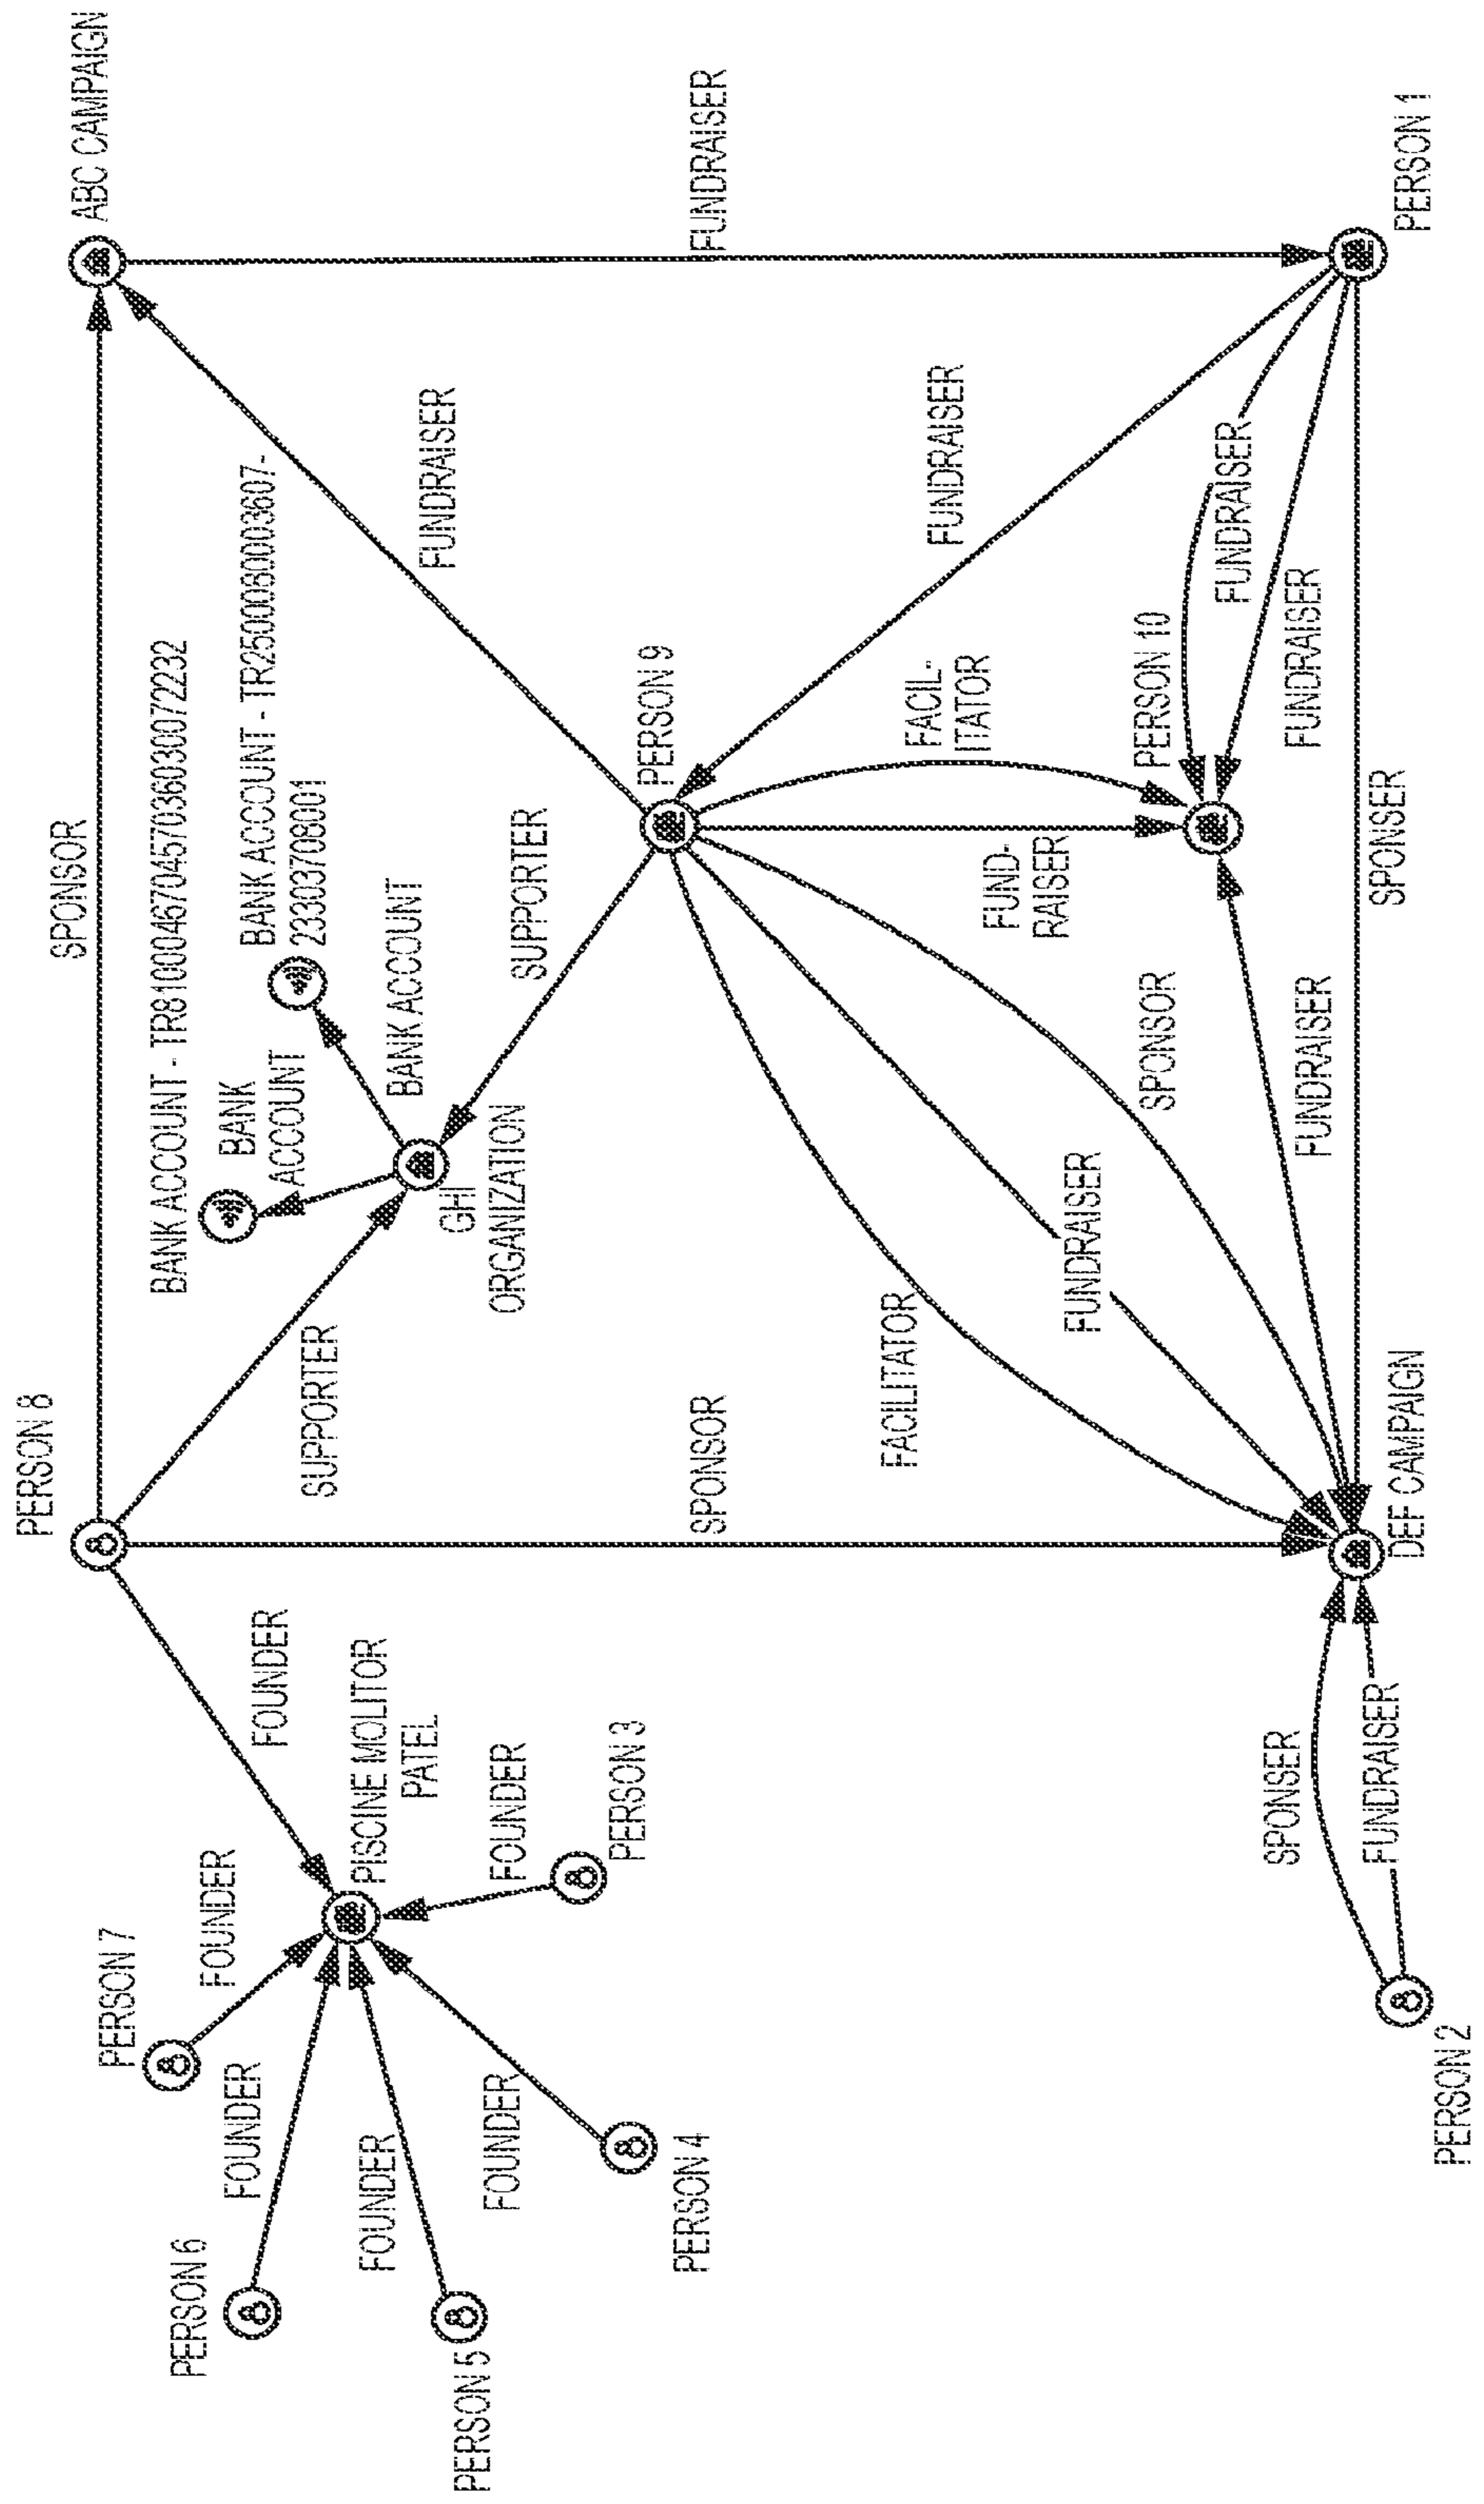 PERSON 8
SPONSOR
ABC CAMPAIGN
PERSON 7
FOUNDER
FOUNDER
SUPPORTER
BANK ACCOUNT - TR810004670457036030072232
BANK
ACCOUNT
BANK ACCOUNT - TR2500080003607-
23303708001
BANK ACCOUNT
GHI
ORGANIZATION
SUPPORTER
FUNDRAISER
PERSON 6
FOUNDER
PISCINE MOLITOR
PATEL
FOUNDER
PERSON 5
FOUNDER
FOUNDER
PERSON 3
PERSON 4
PERSON 9
SPONSOR
FUNDRAISER
FACILITATOR
FUNDRAISER
SPONSOR
FUND-
RAISER
FACIL-
ITATOR
FUNDRAISER
PERSON 10
FUNDRAISER
FUNDRAISER
FUNDRAISER
SPONSER
FUNDRAISER
PERSON 2
DEF CAMPAIGN
SPONSER
PERSON 1